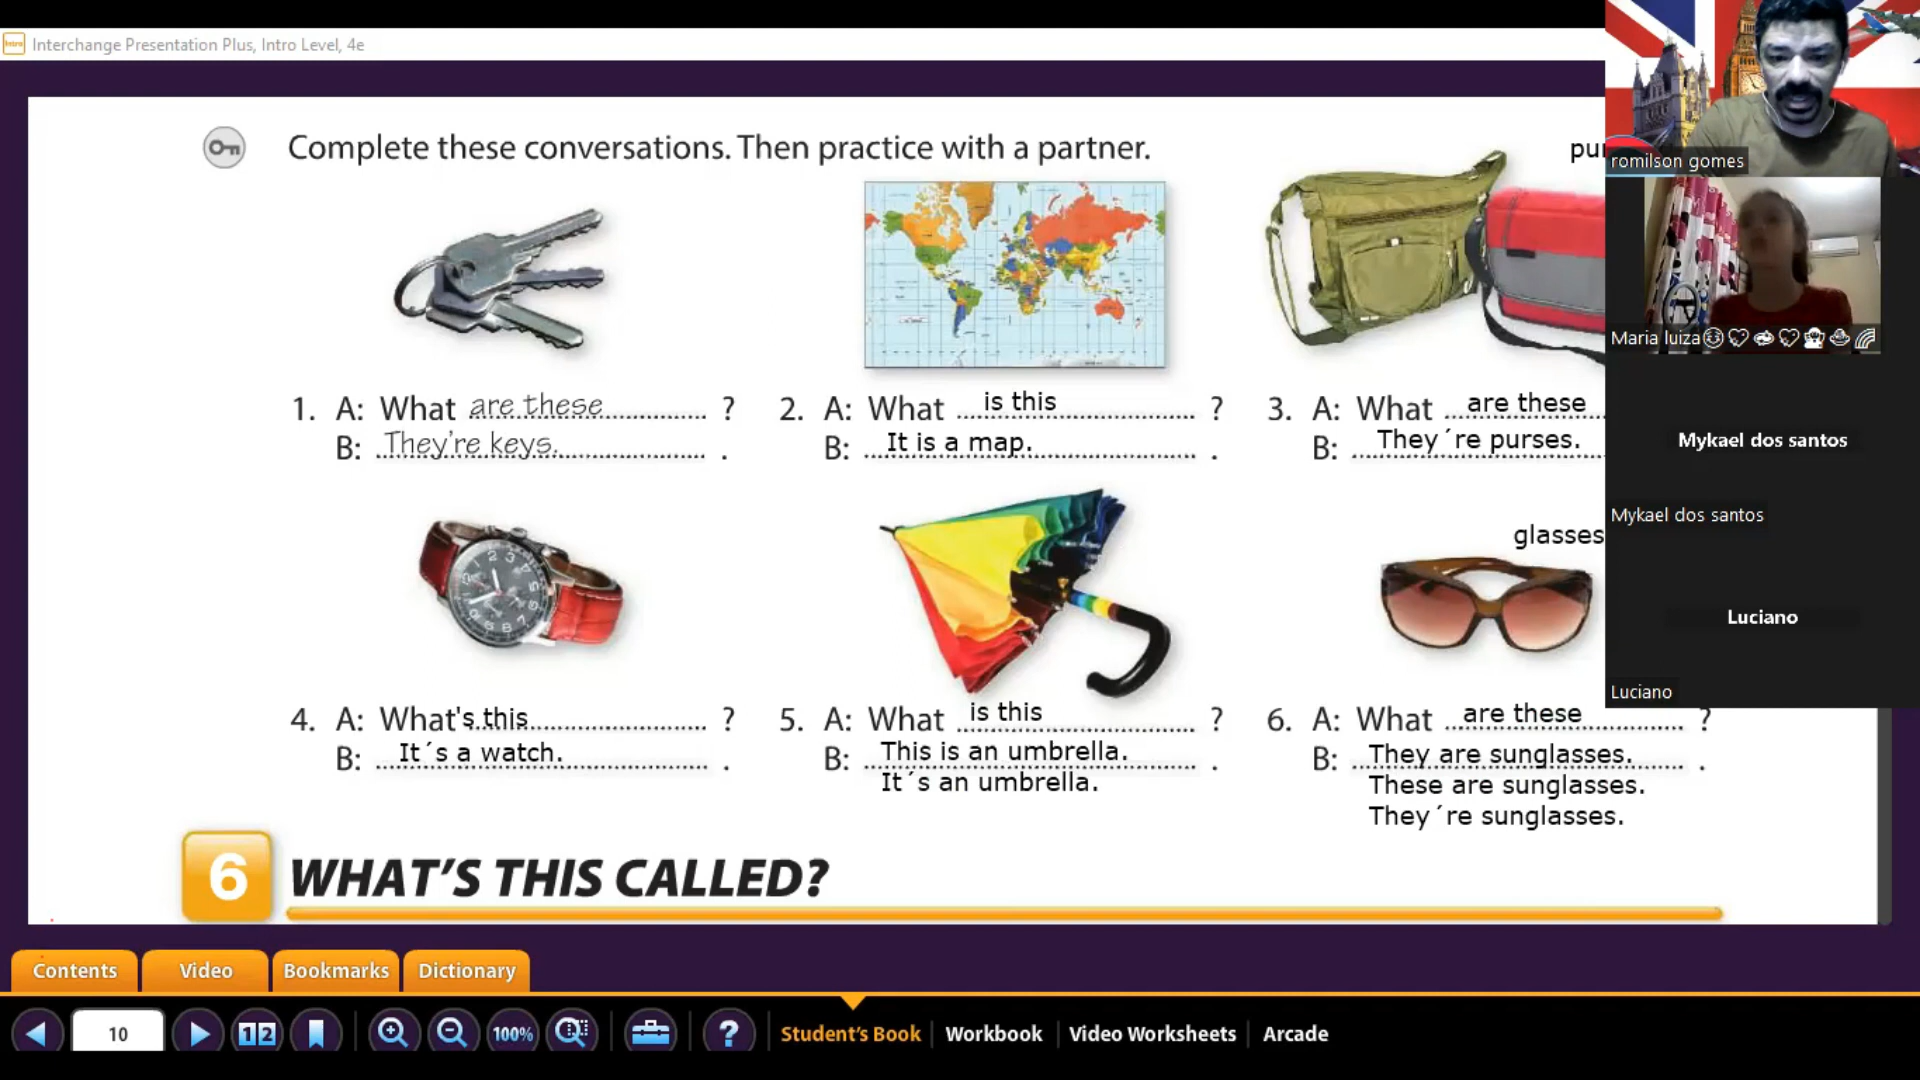 Interchange Presentation Plus, Intro Level, 4e
Complete these conversations. Then practice with a partner.
romilson gomes
Maria luiza
1. A: What are these ?
B: They're keys. .
2. A: What is this ?
B: It is a map. .
3. A: What are these
B: They´re purses.
Mykael dos santos
Mykael dos santos
glasses
Luciano
Luciano
4. A: What's this ?
B: It´s a watch. .
5. A: What is this ?
B: This is an umbrella. .
It´s an umbrella.
6. A: What are these ?
B: They are sunglasses. .
These are sunglasses.
They´re sunglasses.
6 WHAT'S THIS CALLED?
Contents Video Bookmarks Dictionary
10 12 100% ? Student's Book Workbook Video Worksheets Arcade